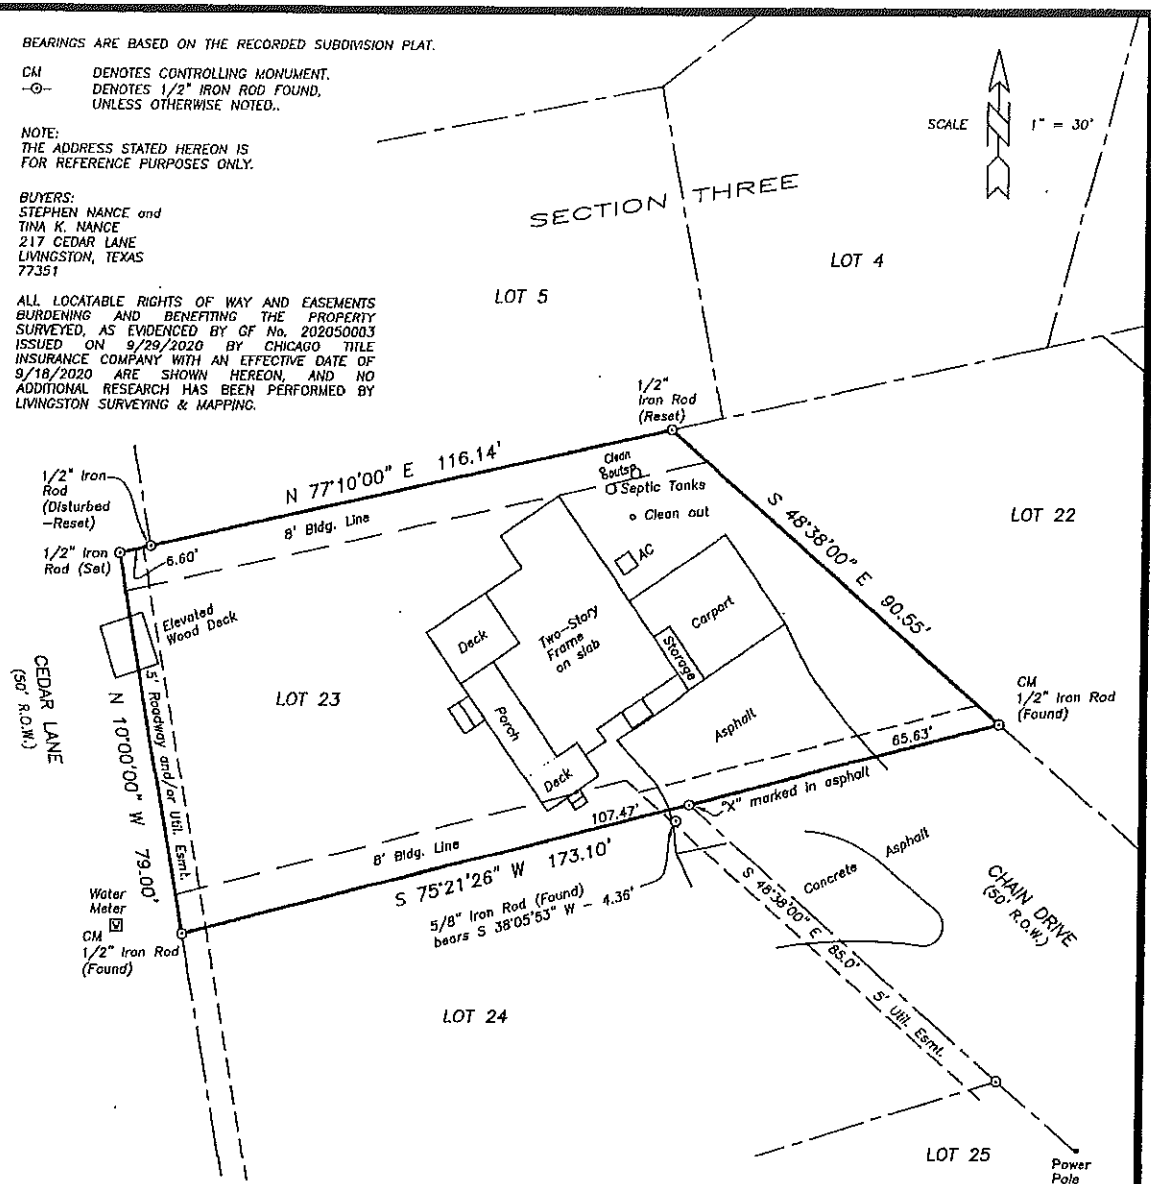 BEARINGS ARE BASED ON THE RECORDED SUBDIVISION PLAT.
CM DENOTES CONTROLLING MONUMENT.
DENOTES 1/2" IRON ROD FOUND,
UNLESS OTHERWISE NOTED..
NOTE:
THE ADDRESS STATED HEREON IS
FOR REFERENCE PURPOSES ONLY.
BUYERS:
STEPHEN NANCE and
TINA K. NANCE
217 CEDAR LANE
LIVINGSTON, TEXAS
77351
ALL LOCATABLE RIGHTS OF WAY AND EASEMENTS
BURDENING AND BENEFITING THE PROPERTY
SURVEYED, AS EVIDENCED BY GF No. 202050003
ISSUED ON 9/29/2020 BY CHICAGO TITLE
INSURANCE COMPANY WITH AN EFFECTIVE DATE OF
9/18/2020 ARE SHOWN HEREON, AND NO
ADDITIONAL RESEARCH HAS BEEN PERFORMED BY
LIVINGSTON SURVEYING & MAPPING.
SCALE 1" = 30'
SECTION THREE
LOT 4
LOT 5
1/2"
Iron Rod
(Reset)
N 77°10'00" E 116.14'
8' Bldg. Line
1/2" Iron
Rod
(Disturbed
-Reset)
1/2" Iron
Rod (Set)
6.60'
Clean
outs
Septic Tanks
Clean out
AC
S 48°38'00" E 90.55'
LOT 22
Elevated
Wood Deck
Deck
Two-Story
Frame
on slab
Carport
Storage
CEDAR LANE
(50' R.O.W.)
N 10°00'00" W 79.00'
5' Roadway and/or Util. Esmt.
LOT 23
Porch
Deck
Asphalt
CM
1/2" Iron Rod
(Found)
65.63'
"X" marked in asphalt
107.47'
8' Bldg. Line
S 75°21'26" W 173.10'
5/8" Iron Rod (Found)
bears S 38°05'53" W - 4.36'
Water
Meter
CM
1/2" Iron Rod
(Found)
Concrete
Asphalt
CHAIN DRIVE
(50' R.O.W.)
S 48°38'00" E 85.0'
5' Util. Esmt.
LOT 24
LOT 25
Power
Pole